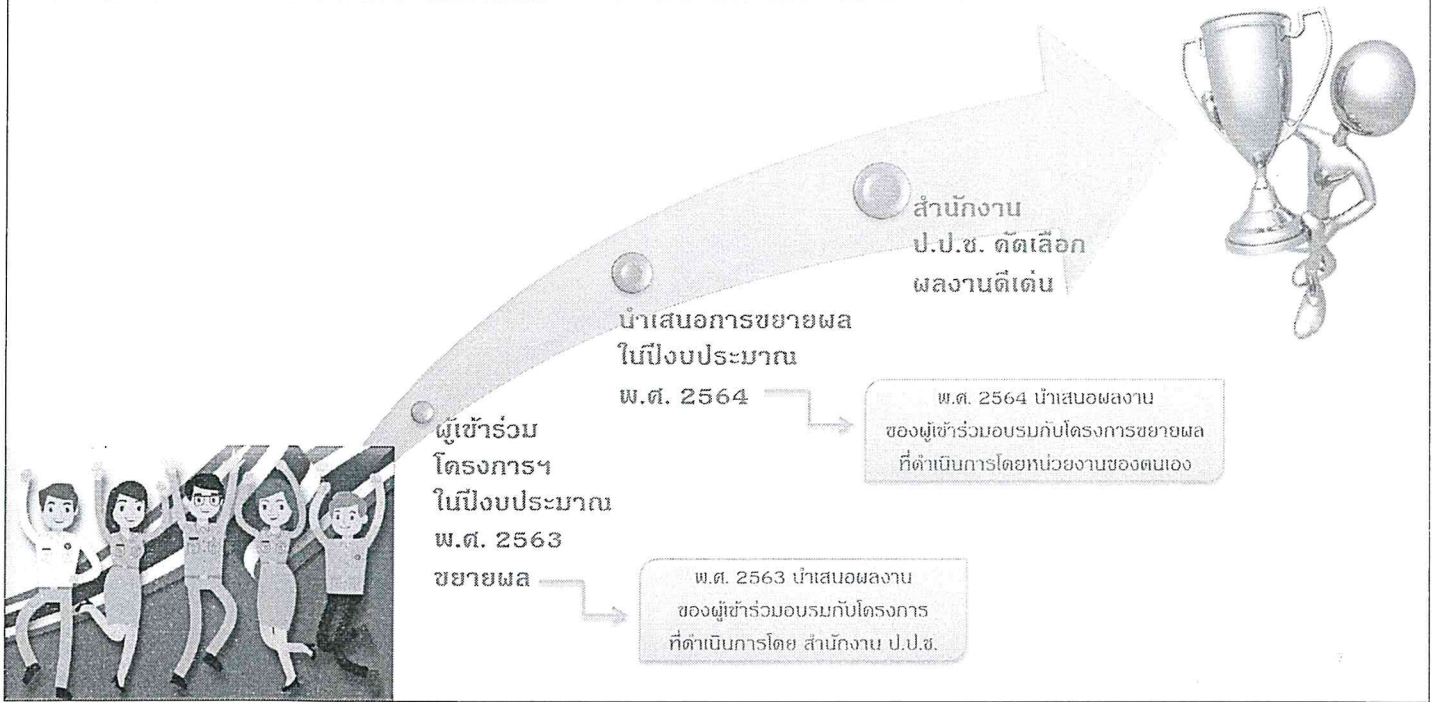 ผู้เข้าร่วม
โครงการฯ
ในปีงบประมาณ
พ.ศ. 2563
ขยายผล
พ.ศ. 2563 นำเสนอผลงาน
ของผู้เข้าร่วมอบรมกับโครงการ
ที่ดำเนินการโดย สำนักงาน ป.ป.ช.
นำเสนอการขยายผล
ในปีงบประมาณ
พ.ศ. 2564
พ.ศ. 2564 นำเสนอผลงาน
ของผู้เข้าร่วมอบรมกับโครงการขยายผล
ที่ดำเนินการโดยหน่วยงานของตนเอง
สำนักงาน
ป.ป.ช. คัดเลือก
ผลงานดีเด่น